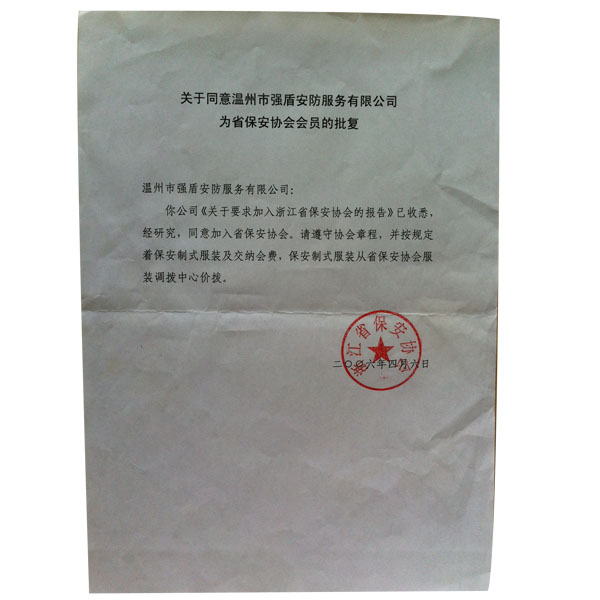 关于同意温州市强盾安防服务有限公司
为省保安协会会员的批复
温州市强盾安防服务有限公司：
你公司《关于要求加入浙江省保安协会的报告》已收悉，
经研究，同意加入省保安协会。请遵守协会章程，并按规定
着保安制式服装及交纳会费，保安制式服装从省保安协会服
装调拨中心价拨。
浙江省保安协会
二〇〇六年四月六日